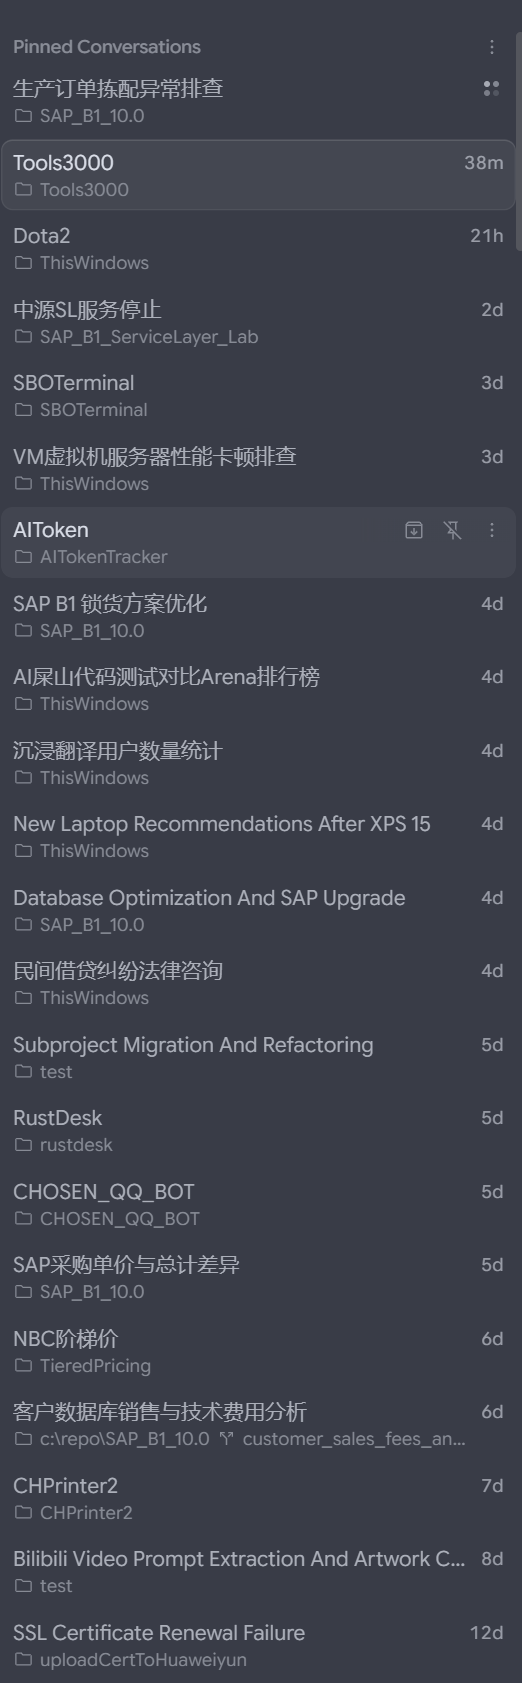 Pinned Conversations
生产订单拣配异常排查
SAP_B1_10.0
Tools3000 38m
Tools3000
Dota2 21h
ThisWindows
中源SL服务停止 2d
SAP_B1_ServiceLayer_Lab
SBOTerminal 3d
SBOTerminal
VM虚拟机服务器性能卡顿排查 3d
ThisWindows
AIToken
AITokenTracker
SAP B1 锁货方案优化 4d
SAP_B1_10.0
AI屎山代码测试对比Arena排行榜 4d
ThisWindows
沉浸翻译用户数量统计 4d
ThisWindows
New Laptop Recommendations After XPS 15 4d
ThisWindows
Database Optimization And SAP Upgrade 4d
SAP_B1_10.0
民间借贷纠纷法律咨询 4d
ThisWindows
Subproject Migration And Refactoring 5d
test
RustDesk 5d
rustdesk
CHOSEN_QQ_BOT 5d
CHOSEN_QQ_BOT
SAP采购单价与总计差异 5d
SAP_B1_10.0
NBC阶梯价 6d
TieredPricing
客户数据库销售与技术费用分析 6d
c:\repo\SAP_B1_10.0 customer_sales_fees_an...
CHPrinter2 7d
CHPrinter2
Bilibili Video Prompt Extraction And Artwork C... 8d
test
SSL Certificate Renewal Failure 12d
uploadCertToHuaweiyun